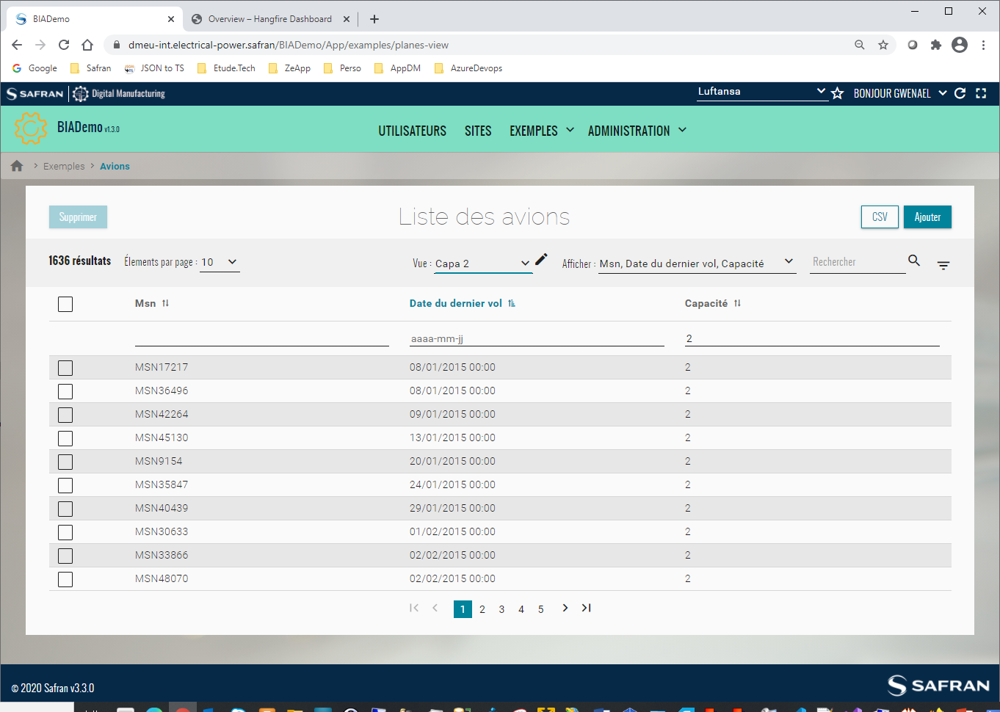 BIADemo
Overview – Hangfire Dashboard
dmeu-int.electrical-power.safran/BIADemo/App/examples/planes-view
Google Safran JSON to TS Etude.Tech ZeApp Perso AppDM AzureDevops
SAFRAN Digital Manufacturing Luftansa BONJOUR GWENAEL
BIADemo v1.3.0 UTILISATEURS SITES EXEMPLES ADMINISTRATION
Exemples Avions
Supprimer Liste des avions CSV Ajouter
1636 résultats Élements par page : 10 Vue : Capa 2 Afficher : Msn, Date du dernier vol, Capacité Rechercher
Msn Date du dernier vol Capacité
aaaa-mm-jj 2
MSN17217 08/01/2015 00:00 2
MSN36496 08/01/2015 00:00 2
MSN42264 09/01/2015 00:00 2
MSN45130 13/01/2015 00:00 2
MSN9154 20/01/2015 00:00 2
MSN35847 24/01/2015 00:00 2
MSN40439 29/01/2015 00:00 2
MSN30633 01/02/2015 00:00 2
MSN33866 02/02/2015 00:00 2
MSN48070 02/02/2015 00:00 2
1 2 3 4 5
© 2020 Safran v3.3.0 SAFRAN